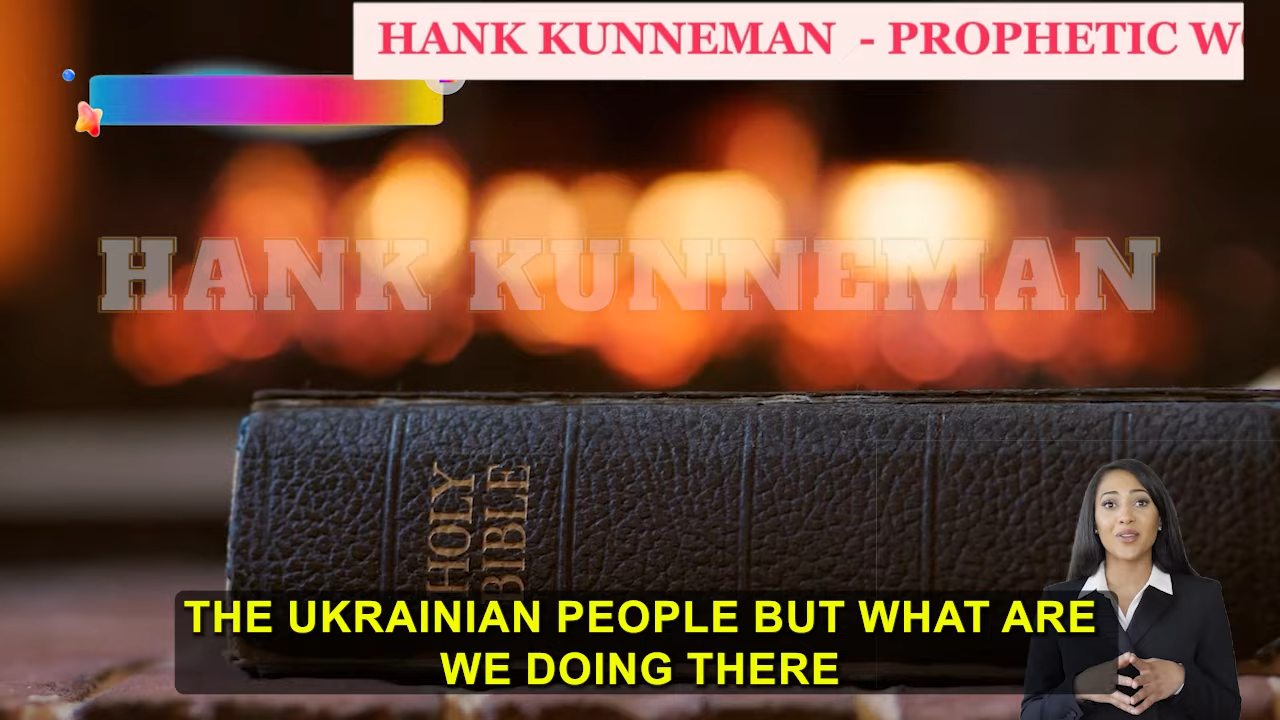 HANK KUNNEMAN - PROPHETIC
HANK KUNNEMAN
HOLY
BIBLE
THE UKRAINIAN PEOPLE BUT WHAT ARE
WE DOING THERE